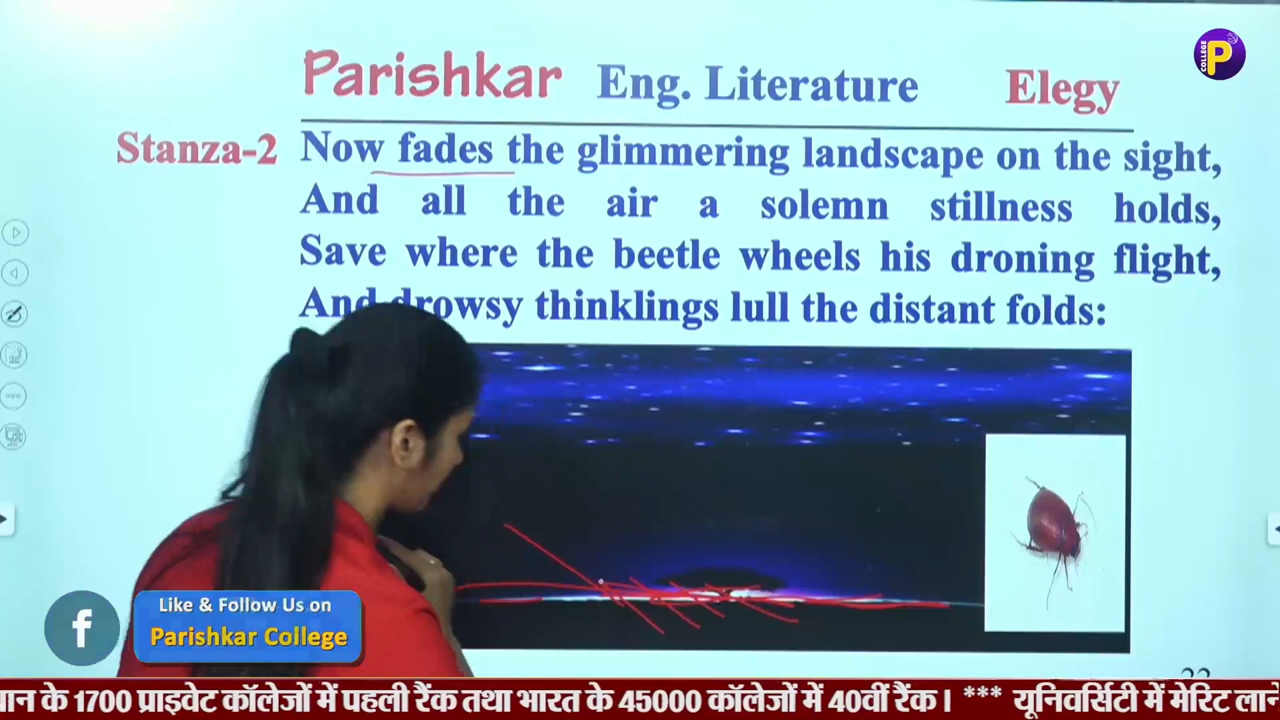 COLLEGE P
Parishkar Eng. Literature Elegy
Stanza-2 Now fades the glimmering landscape on the sight,
And all the air a solemn stillness holds,
Save where the beetle wheels his droning flight,
And drowsy thinklings lull the distant folds:
f Like & Follow Us on
Parishkar College
के 1700 प्राइवेट कॉलेजों में पहली रैंक तथा भारत के 45000 कॉलेजों में 40वीं रैंक। *** यूनिवर्सिटी में मेरिट